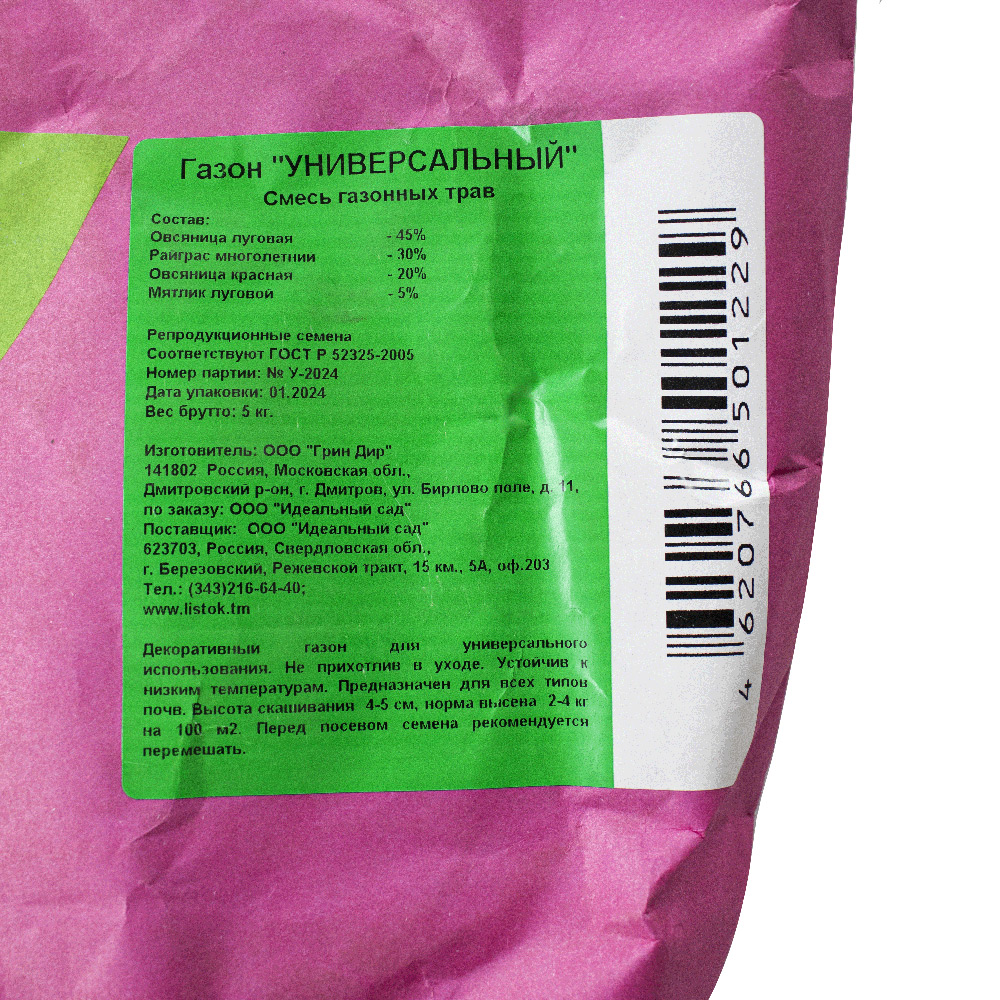 Газон "УНИВЕРСАЛЬНЫЙ"
Смесь газонных трав
Состав:
Овсяница луговая - 45%
Райграс многолетнии - 30%
Овсяница красная - 20%
Мятлик луговой - 5%
Репродукционные семена
Соответствуют ГОСТ Р 52325-2005
Номер партии: № У-2024
Дата упаковки: 01.2024
Вес брутто: 5 кг.
Изготовитель: ООО "Грин Дир"
141802 Россия, Московская обл.,
Дмитровский р-он, г. Дмитров, ул. Бирлово поле, д. 11,
по заказу: ООО "Идеальный сад"
Поставщик: ООО "Идеальный сад"
623703, Россия, Свердловская обл.,
г. Березовский, Режевской тракт, 15 км., 5А, оф.203
Тел.: (343)216-64-40;
www.listok.tm
Декоративный газон для универсального
использования. Не прихотлив в уходе. Устойчив к
низким температурам. Предназначен для всех типов
почв. Высота скашивания 4-5 см, норма высена 2-4 кг
на 100 м2. Перед посевом семена рекомендуется
перемешать.
4 620766 501229